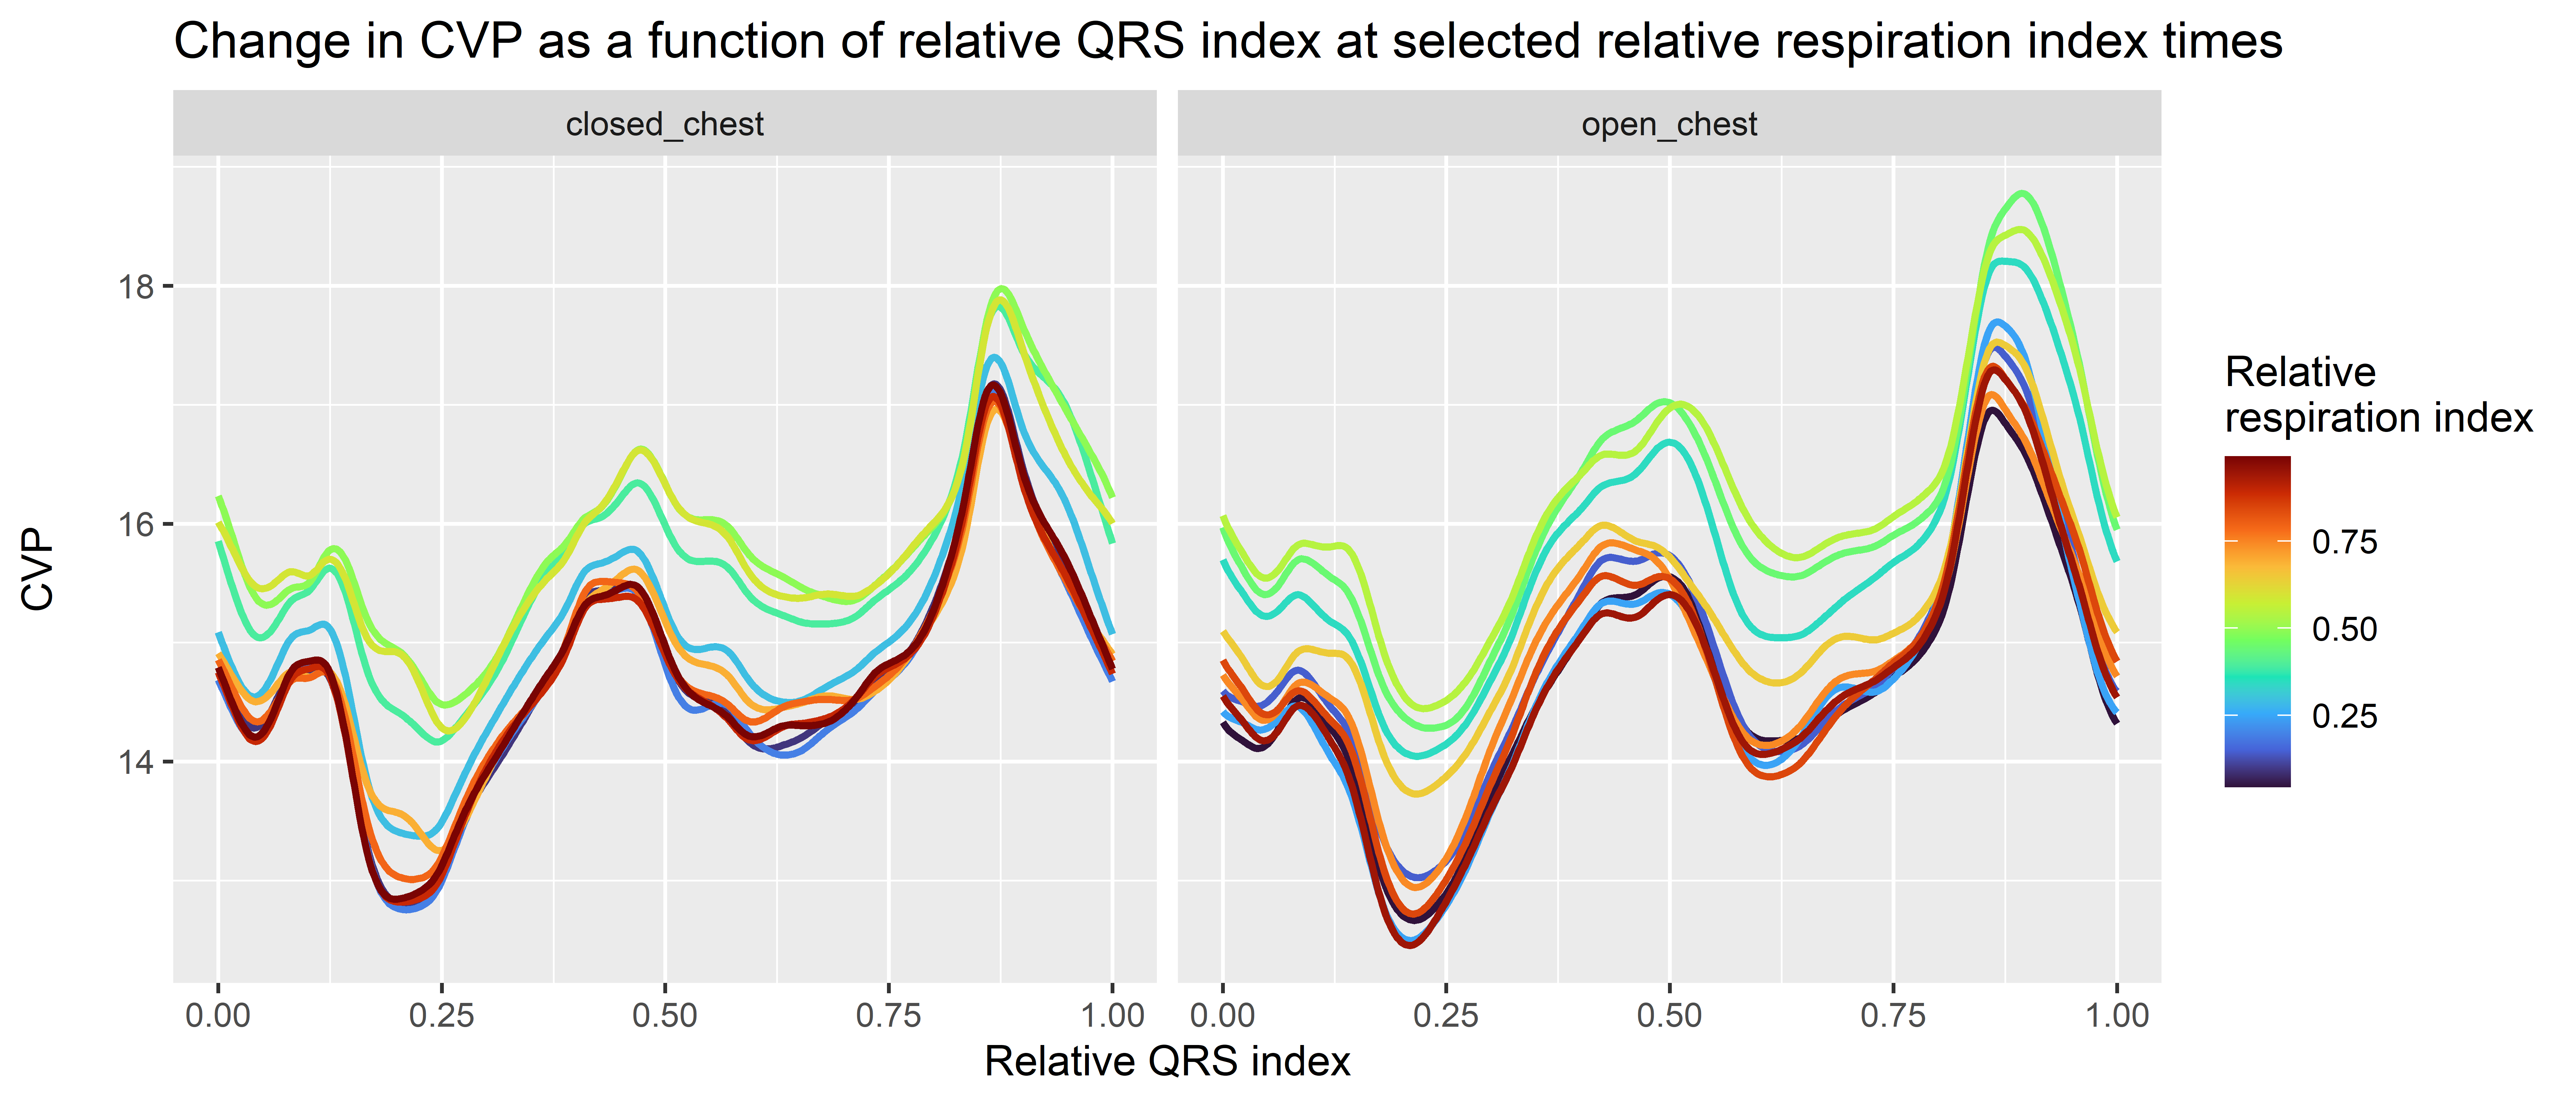 Change in CVP as a function of relative QRS index at selected relative respiration index times
closed_chest
open_chest
CVP
18
16
14
0.00
0.25
0.50
0.75
1.00
0.00
0.25
0.50
0.75
1.00
Relative QRS index
Relative
respiration index
0.75
0.50
0.25